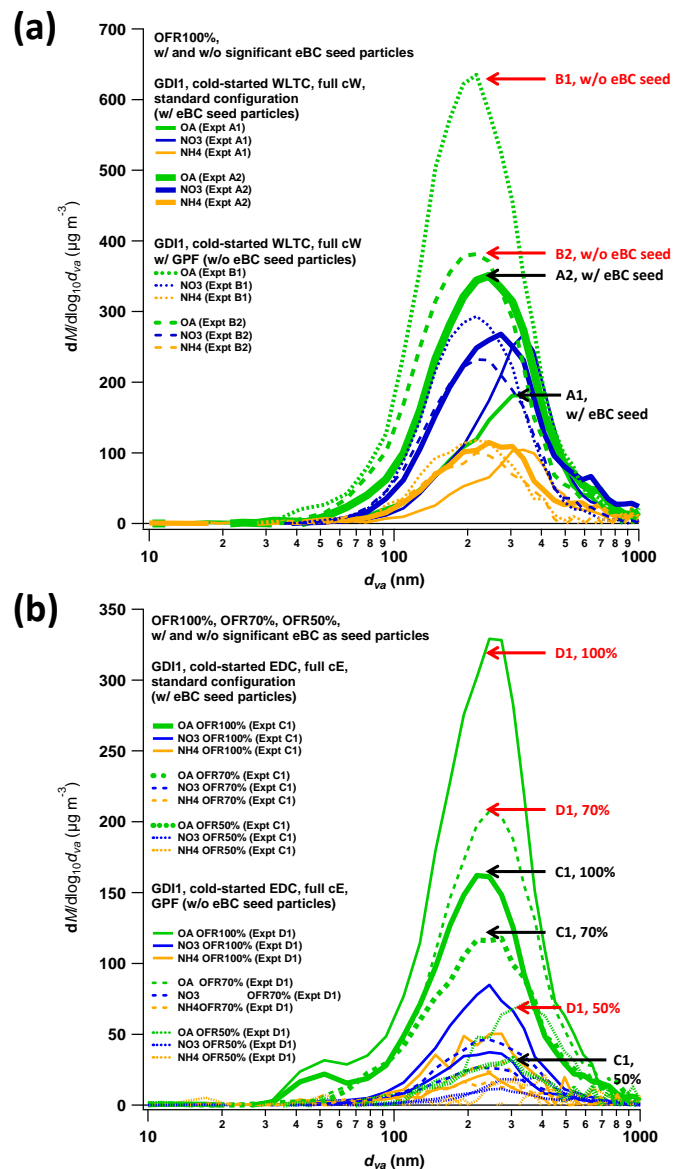 (a)
OFR100%,
w/ and w/o significant eBC seed particles
GDI1, cold-started WLTC, full cW,
standard configuration
(w/ eBC seed particles)
OA (Expt A1)
NO3 (Expt A1)
NH4 (Expt A1)
OA (Expt A2)
NO3 (Expt A2)
NH4 (Expt A2)
GDI1, cold-started WLTC, full cW
w/ GPF (w/o eBC seed particles)
OA (Expt B1)
NO3 (Expt B1)
NH4 (Expt B1)
OA (Expt B2)
NO3 (Expt B2)
NH4 (Expt B2)
B1, w/o eBC seed
B2, w/o eBC seed
A2, w/ eBC seed
A1,
w/ eBC seed
700
600
500
400
300
200
100
0
dM/dlog10dva (µg m-3)
10 2 3 4 5 6 7 8 9 100 2 3 4 5 6 7 8 9 1000
dva (nm)
(b)
OFR100%, OFR70%, OFR50%,
w/ and w/o significant eBC as seed particles
GDI1, cold-started EDC, full cE,
standard configuration
(w/ eBC seed particles)
OA OFR100% (Expt C1)
NO3 OFR100% (Expt C1)
NH4 OFR100% (Expt C1)
OA OFR70% (Expt C1)
NO3 OFR70% (Expt C1)
NH4 OFR70% (Expt C1)
OA OFR50% (Expt C1)
NO3 OFR50% (Expt C1)
NH4 OFR50% (Expt C1)
GDI1, cold-started EDC, full cE,
GPF (w/o eBC seed particles)
OA OFR100% (Expt D1)
NO3 OFR100% (Expt D1)
NH4 OFR100% (Expt D1)
OA OFR70% (Expt D1)
NO3 OFR70% (Expt D1)
NH4OFR70% (Expt D1)
OA OFR50% (Expt D1)
NO3 OFR50% (Expt D1)
NH4 OFR50% (Expt D1)
D1, 100%
D1, 70%
C1, 100%
C1, 70%
D1, 50%
C1,
50%
350
300
250
200
150
100
50
0
dM/dlog10dva (µg m-3)
10 2 3 4 5 6 7 8 9 100 2 3 4 5 6 7 8 9 1000
dva (nm)